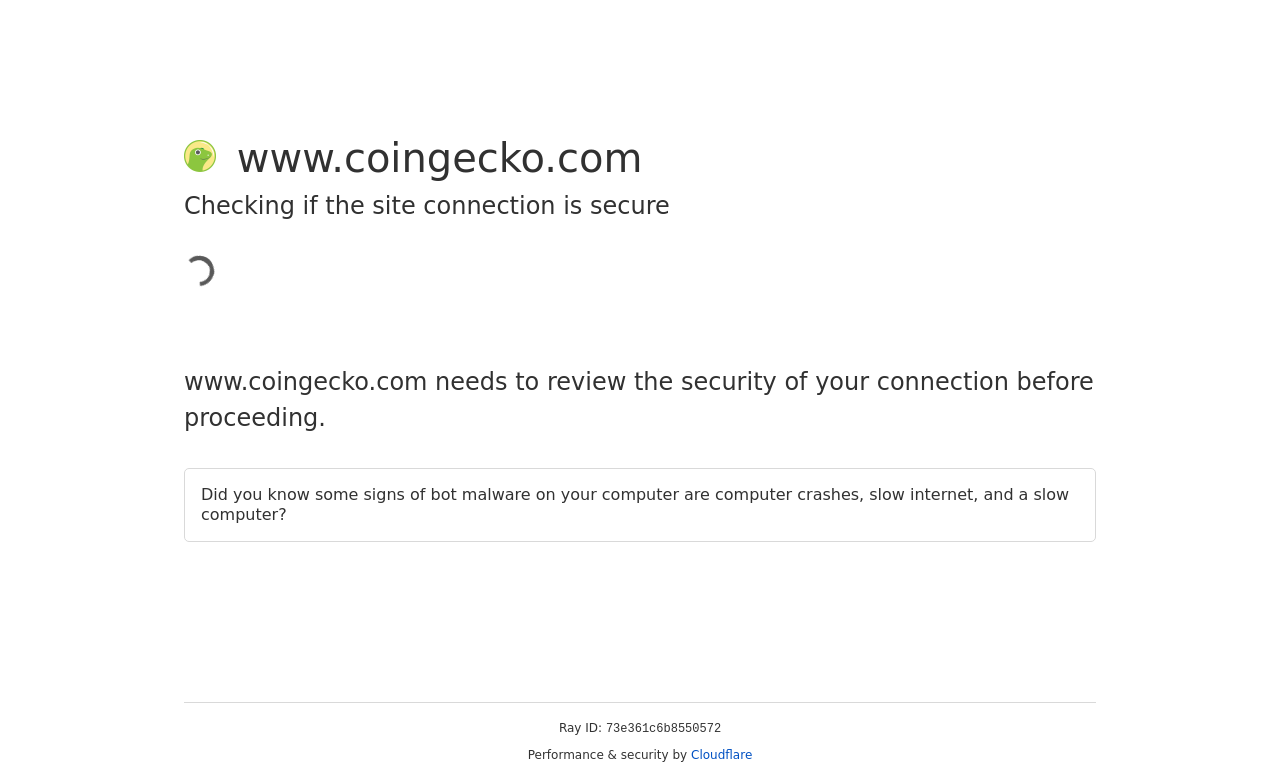 www.coingecko.com
Checking if the site connection is secure
www.coingecko.com needs to review the security of your connection before
proceeding.
Did you know some signs of bot malware on your computer are computer crashes, slow internet, and a slow
computer?
Ray ID: 73e361c6b8550572
Performance & security by Cloudflare